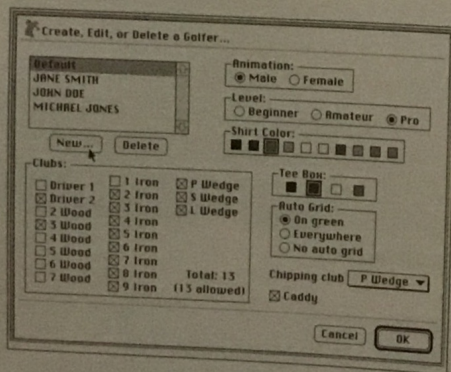 Create, Edit, or Delete a Golfer...
Default
JANE SMITH
JOHN DOE
MICHAEL JONES
New...
Delete
Animation:
Male
Female
Level:
Beginner
Amateur
Pro
Shirt Color:
Clubs:
Driver 1
Driver 2
2 Wood
3 Wood
4 Wood
5 Wood
6 Wood
7 Wood
1 Iron
2 Iron
3 Iron
4 Iron
5 Iron
6 Iron
7 Iron
8 Iron
9 Iron
P Wedge
S Wedge
L Wedge
Total: 13
(13 allowed)
Tee Box:
Auto Grid:
On green
Everywhere
No auto grid
Chipping club
P Wedge
Caddy
Cancel
OK